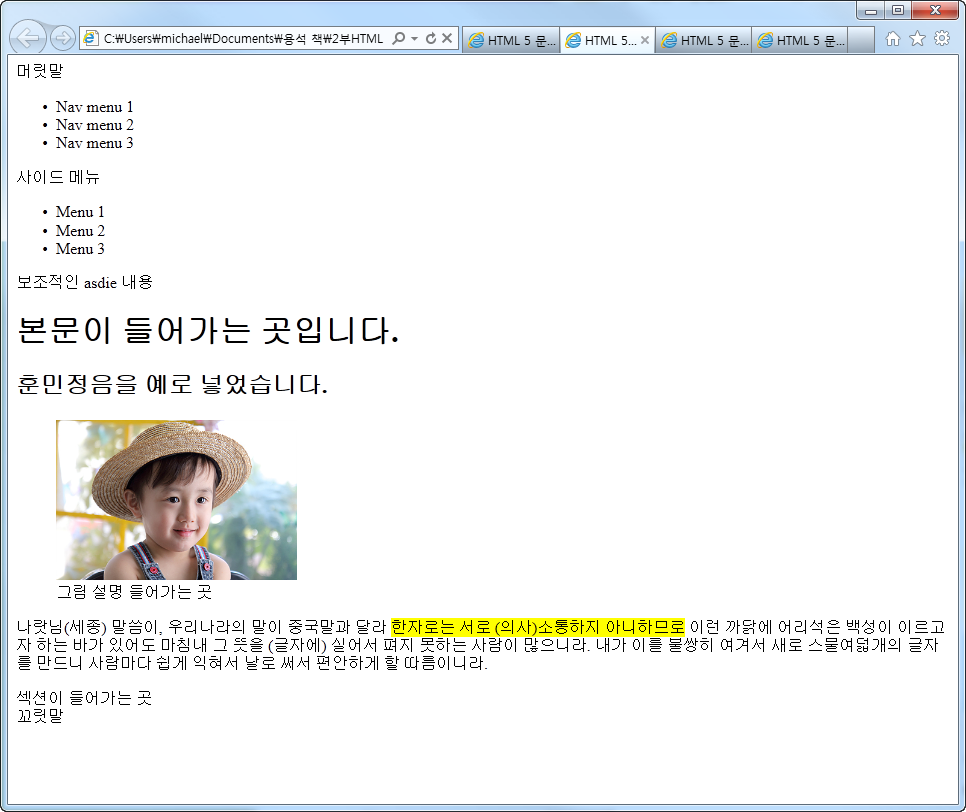 C:₩Users₩michael₩Documents₩용석 책₩2부HTML
HTML 5 문...
HTML 5...
HTML 5 문...
HTML 5 문...
머릿말
• Nav menu 1
• Nav menu 2
• Nav menu 3
사이드 메뉴
• Menu 1
• Menu 2
• Menu 3
보조적인 asdie 내용
본문이 들어가는 곳입니다.
훈민정음을 예로 넣었습니다.
그림 설명 들어가는 곳
나랏님(세종) 말씀이, 우리나라의 말이 중국말과 달라 한자로는 서로 (의사)소통하지 아니하므로 이런 까닭에 어리석은 백성이 이르고
자 하는 바가 있어도 마침내 그 뜻을 (글자에) 실어서 펴지 못하는 사람이 많으니라. 내가 이를 불쌍히 여겨서 새로 스물여덟개의 글자
를 만드니 사람마다 쉽게 익혀서 날로 써서 편안하게 할 따름이니라.
섹션이 들어가는 곳
꼬릿말